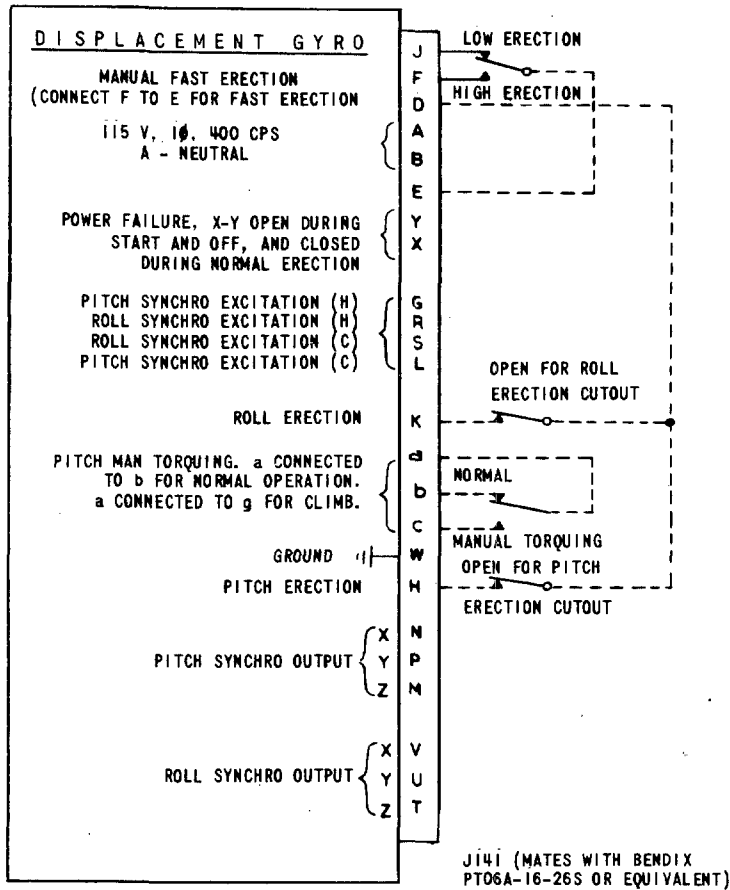 DISPLACEMENT GYRO
MANUAL FAST ERECTION
(CONNECT F TO E FOR FAST ERECTION
115 V, 1ø, 400 CPS
A - NEUTRAL
POWER FAILURE, X-Y OPEN DURING
START AND OFF, AND CLOSED
DURING NORMAL ERECTION
PITCH SYNCHRO EXCITATION (H)
ROLL SYNCHRO EXCITATION (H)
ROLL SYNCHRO EXCITATION (C)
PITCH SYNCHRO EXCITATION (C)
ROLL ERECTION
PITCH MAN TORQUING. a CONNECTED
TO b FOR NORMAL OPERATION.
a CONNECTED TO g FOR CLIMB.
GROUND
PITCH ERECTION
PITCH SYNCHRO OUTPUT
X
Y
Z
ROLL SYNCHRO OUTPUT
X
Y
Z
J
F
D
A
B
E
Y
X
G
R
S
L
K
a
b
C
W
H
N
P
M
V
U
T
LOW ERECTION
HIGH ERECTION
OPEN FOR ROLL
ERECTION CUTOUT
NORMAL
MANUAL TORQUING
OPEN FOR PITCH
ERECTION CUTOUT
J141 (MATES WITH BENDIX
PT06A-16-26S OR EQUIVALENT)